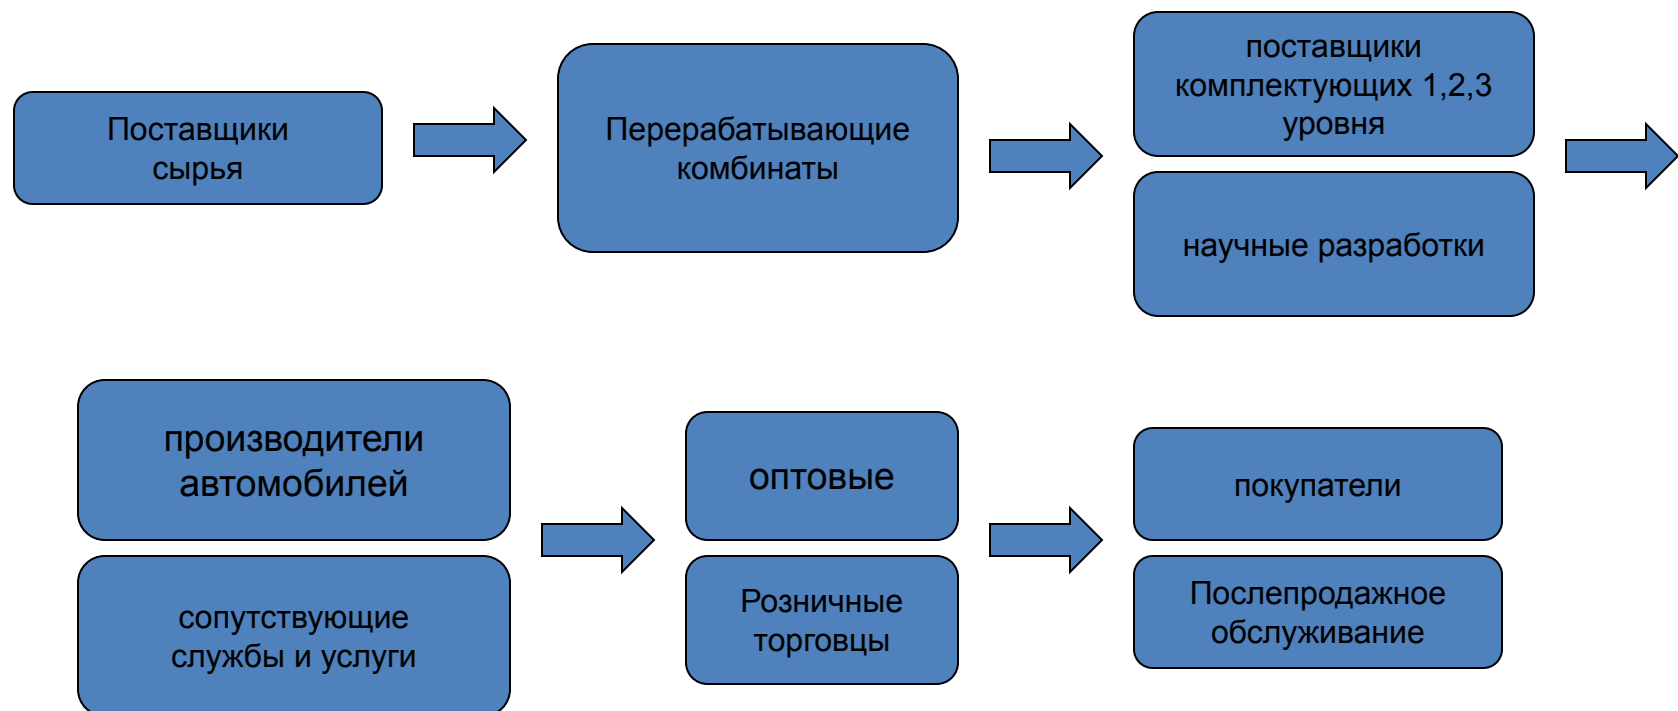 Поставщики
сырья
Перерабатывающие
комбинаты
поставщики
комплектующих 1,2,3
уровня
научные разработки
производители
автомобилей
сопутствующие
службы и услуги
оптовые
Розничные
торговцы
покупатели
Послепродажное
обслуживание